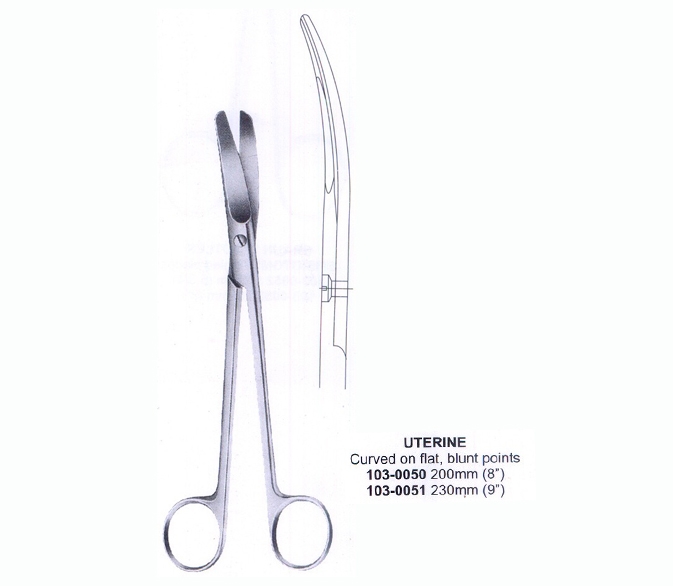 UTERINE
Curved on flat, blunt points
103-0050 200mm (8")
103-0051 230mm (9")